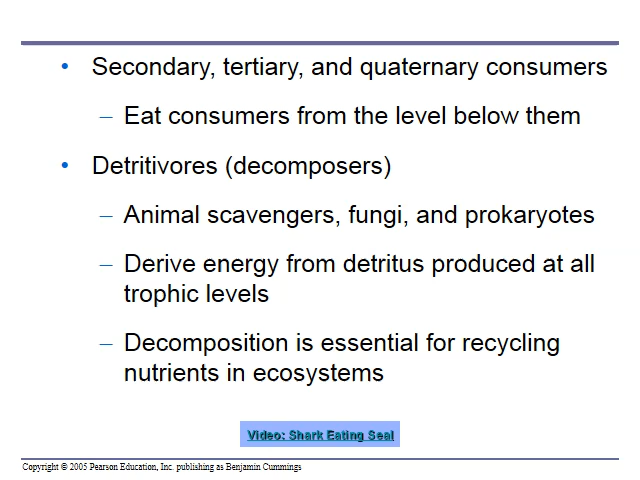 • Secondary, tertiary, and quaternary consumers
– Eat consumers from the level below them
• Detritivores (decomposers)
– Animal scavengers, fungi, and prokaryotes
– Derive energy from detritus produced at all
trophic levels
– Decomposition is essential for recycling
nutrients in ecosystems
Video: Shark Eating Seal
Copyright © 2005 Pearson Education, Inc. publishing as Benjamin Cummings